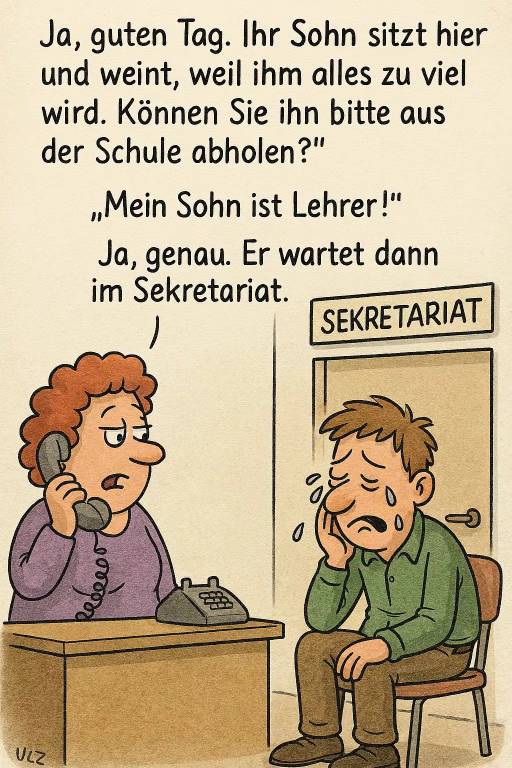 Ja, guten Tag. Ihr Sohn sitzt hier
und weint, weil ihm alles zu viel
wird. Können Sie ihn bitte aus
der Schule abholen?"
„Mein Sohn ist Lehrer!"
Ja, genau. Er wartet dann
im Sekretariat.
SEKRETARIAT
VLZ